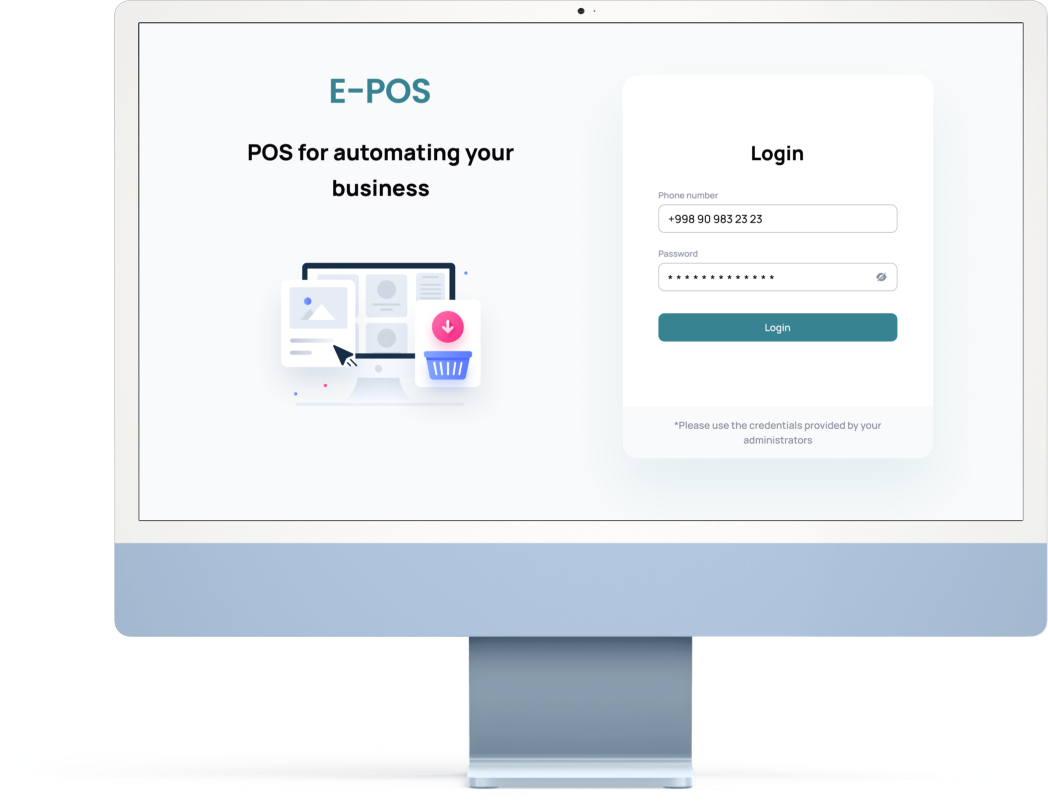 E-POS
POS for automating your
business
Login
Phone number
+998 90 983 23 23
Password
* * * * * * * * * * * * *
Login
*Please use the credentials provided by your
administrators